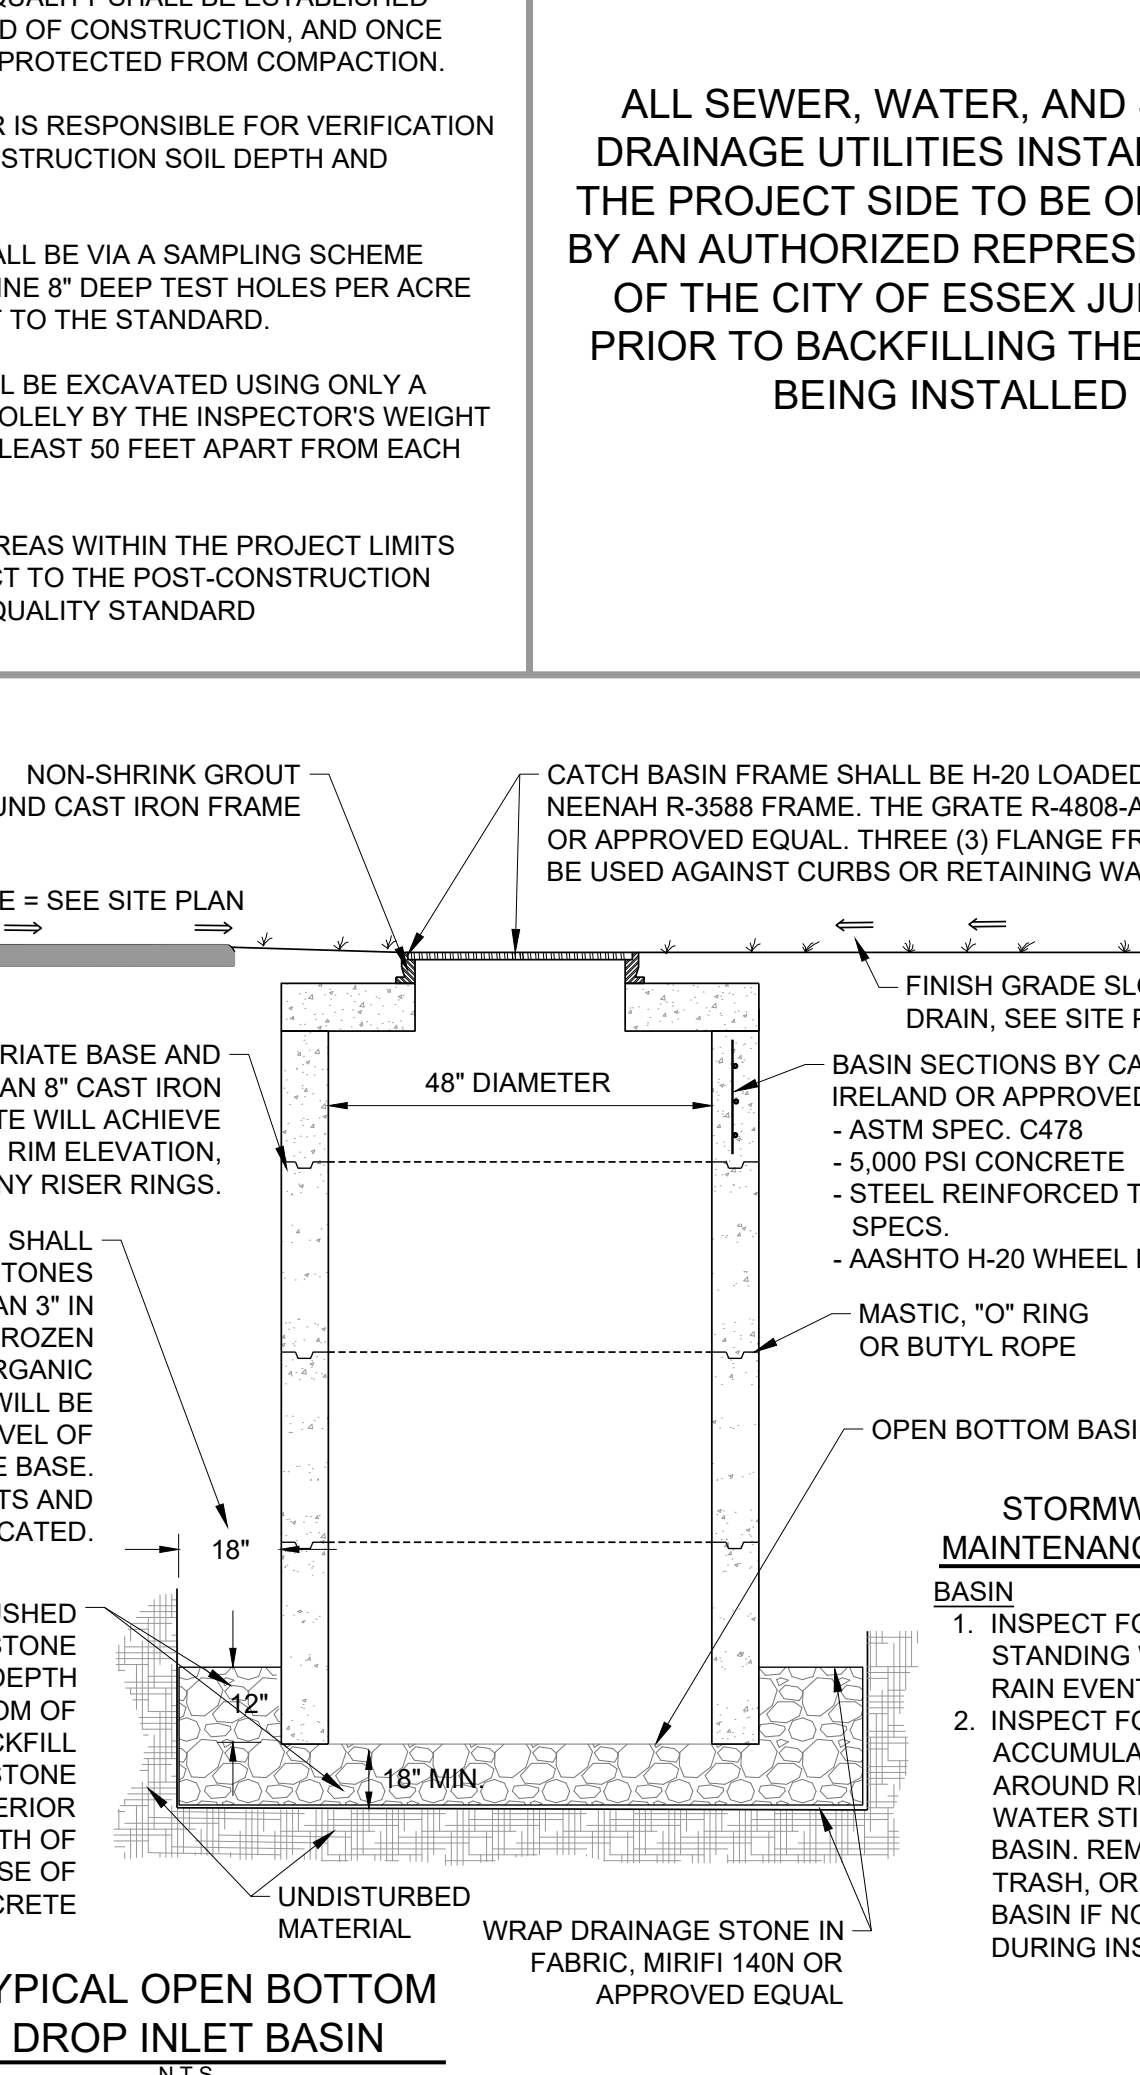 QUALITY SHALL BE ESTABLISHED
D OF CONSTRUCTION, AND ONCE
PROTECTED FROM COMPACTION.
R IS RESPONSIBLE FOR VERIFICATION
STRUCTION SOIL DEPTH AND
ALL BE VIA A SAMPLING SCHEME
INE 8" DEEP TEST HOLES PER ACRE
T TO THE STANDARD.
L BE EXCAVATED USING ONLY A
OLELY BY THE INSPECTOR'S WEIGHT
LEAST 50 FEET APART FROM EACH
REAS WITHIN THE PROJECT LIMITS
CT TO THE POST-CONSTRUCTION
QUALITY STANDARD
ALL SEWER, WATER, AND
DRAINAGE UTILITIES INSTA
THE PROJECT SIDE TO BE O
BY AN AUTHORIZED REPRES
OF THE CITY OF ESSEX JU
PRIOR TO BACKFILLING THE
BEING INSTALLED
NON-SHRINK GROUT
UND CAST IRON FRAME
E = SEE SITE PLAN
CATCH BASIN FRAME SHALL BE H-20 LOADED
NEENAH R-3588 FRAME. THE GRATE R-4808-A
OR APPROVED EQUAL. THREE (3) FLANGE FR
BE USED AGAINST CURBS OR RETAINING WA
FINISH GRADE SLO
DRAIN, SEE SITE P
RIATE BASE AND
AN 8" CAST IRON
TE WILL ACHIEVE
RIM ELEVATION,
NY RISER RINGS.
48" DIAMETER
BASIN SECTIONS BY CA
IRELAND OR APPROVED
- ASTM SPEC. C478
- 5,000 PSI CONCRETE
- STEEL REINFORCED T
SPECS.
- AASHTO H-20 WHEEL
SHALL
TONES
AN 3" IN
ROZEN
RGANIC
WILL BE
VEL OF
E BASE.
TS AND
CATED.
MASTIC, "O" RING
OR BUTYL ROPE
OPEN BOTTOM BASI
18"
12"
18" MIN.
USHED
STONE
DEPTH
OM OF
CKFILL
STONE
ERIOR
TH OF
SE OF
CRETE
UNDISTURBED
MATERIAL
WRAP DRAINAGE STONE IN
FABRIC, MIRIFI 140N OR
APPROVED EQUAL
STORMW
MAINTENANC
BASIN
1. INSPECT FO
STANDING
RAIN EVENT
2. INSPECT FO
ACCUMULA
AROUND RI
WATER STI
BASIN. REM
TRASH, OR
BASIN IF NO
DURING INS
YPICAL OPEN BOTTOM
DROP INLET BASIN
N.T.S.